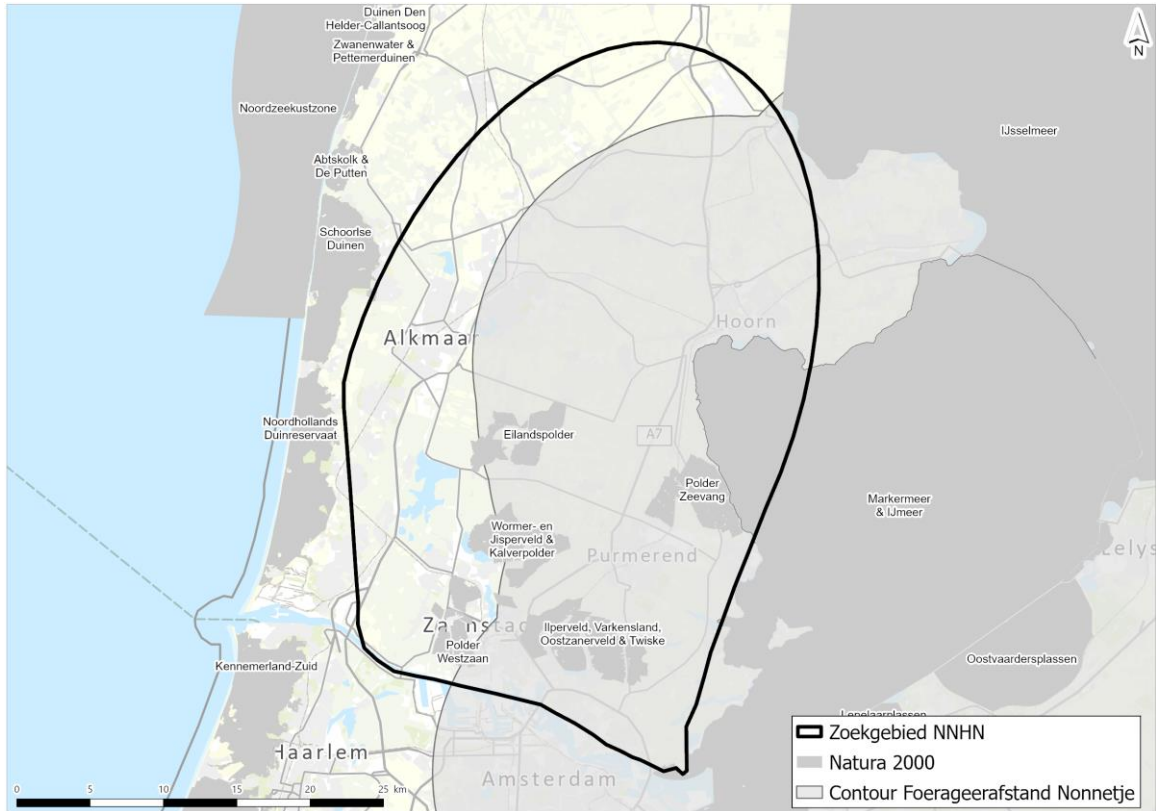 Duinen Den
Helder-Callantsoog
Zwanenwater &
Pettemerduinen
N
Noordzeekustzone
IJsselmeer
Abtskolk &
De Putten
Schoorlse
Duinen
Hoorn
Alkmaar
Noordhollands
Duinreservaat
Eilandspolder
A7
Polder
Zeevang
Markermeer
& IJmeer
Wormer- en
Jisperveld &
Kalverpolder
Purmerend
Lelys
Zaanstad
Ilperveld, Varkensland,
Oostzanerveld & Twiske
Polder
Westzaan
Kennemerland-Zuid
Oostvaardersplassen
Lepelaarplassen
Haarlem
Amsterdam
0 5 10 15 20 25 km
Zoekgebied NNHN
Natura 2000
Contour Foerageerafstand Nonnetje